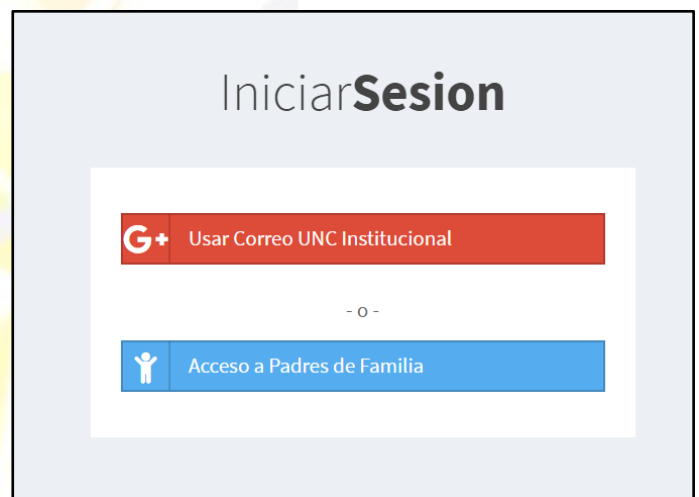 IniciarSesion
G+ Usar Correo UNC Institucional
- o -
Acceso a Padres de Familia